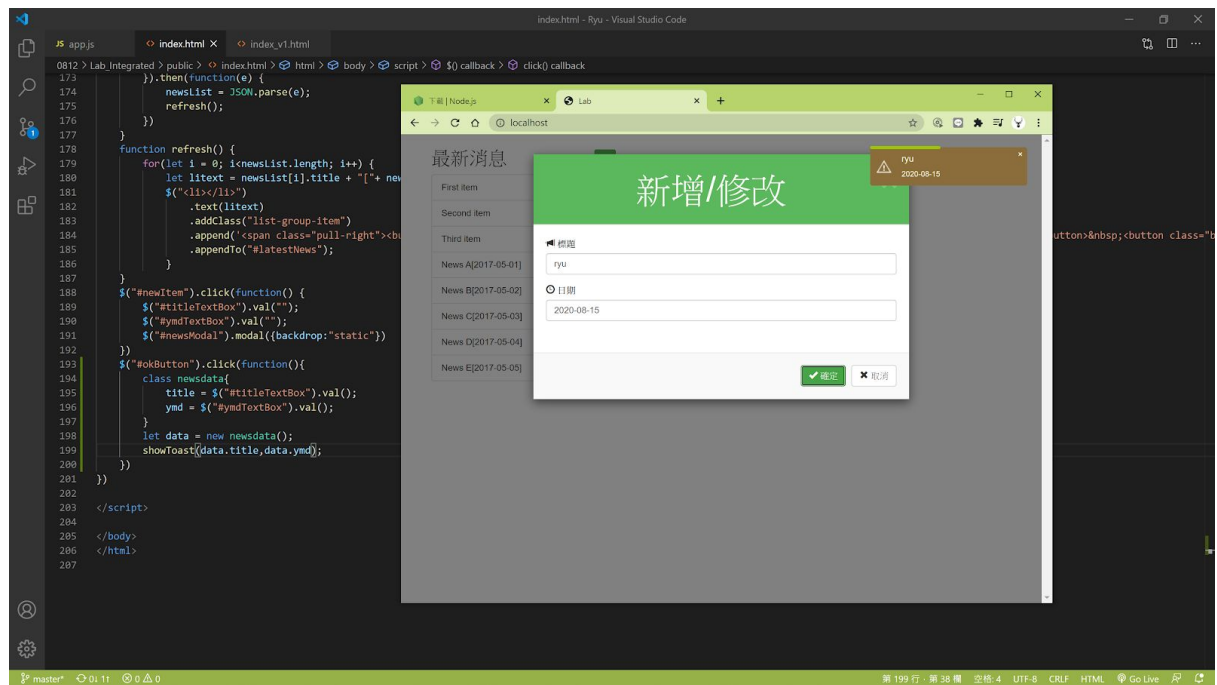 index.html - Ryu - Visual Studio Code
JS app.js
index.html
index_v1.html
0812 > Lab_Integrated > public > index.html > html > body > script > $() callback > click() callback
173 }).then(function(e) {
174 newsList = JSON.parse(e);
175 refresh();
176 })
177 }
178 function refresh() {
179 for(let i = 0; i<newsList.length; i++) {
180 let litext = newsList[i].title + "["+ new
181 $("<li></li>")
182 .text(litext)
183 .addClass("list-group-item")
184 .append('<span class="pull-right"><bu
utton>&nbsp;<button class="b
185 .appendTo("#latestNews");
186 }
187 }
188 $("#newItem").click(function() {
189 $("#titleTextBox").val("");
190 $("#ymdTextBox").val("");
191 $("#newsModal").modal({backdrop:"static"})
192 })
193 $("#okButton").click(function(){
194 class newsdata{
195 title = $("#titleTextBox").val();
196 ymd = $("#ymdTextBox").val();
197 }
198 let data = new newsdata();
199 showToast(data.title,data.ymd);
200 })
201 })
202
203 </script>
204
205 </body>
206 </html>
207
下載 | Node.js
Lab
localhost
最新消息
First item
Second item
Third item
News A[2017-05-01]
News B[2017-05-02]
News C[2017-05-03]
News D[2017-05-04]
News E[2017-05-05]
新增/修改
標題
ryu
日期
2020-08-15
確定
取消
ryu
2020-08-15
1
master* 0↓ 1↑ 0 0
第 199 行，第 38 欄 空格: 4 UTF-8 CRLF HTML Go Live